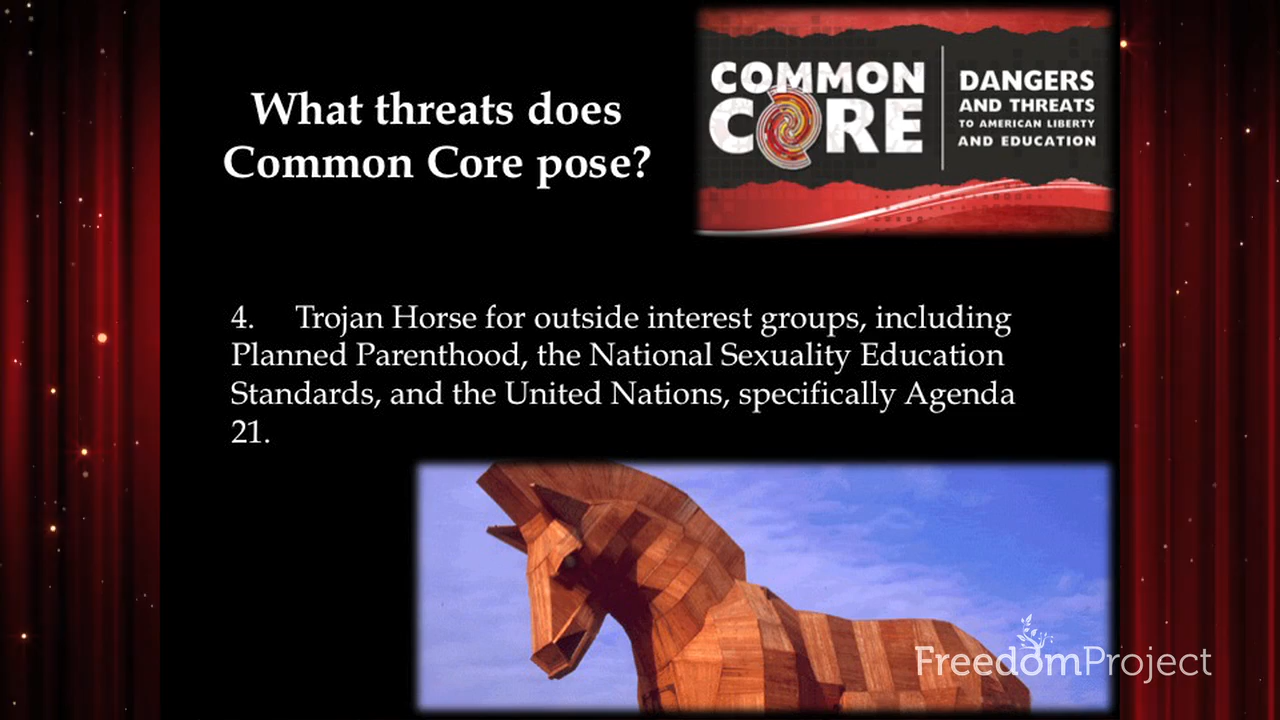 What threats does
Common Core pose?
COMMON
CORE
DANGERS
AND THREATS
TO AMERICAN LIBERTY
AND EDUCATION
4. Trojan Horse for outside interest groups, including
Planned Parenthood, the National Sexuality Education
Standards, and the United Nations, specifically Agenda
21.
FreedomProject